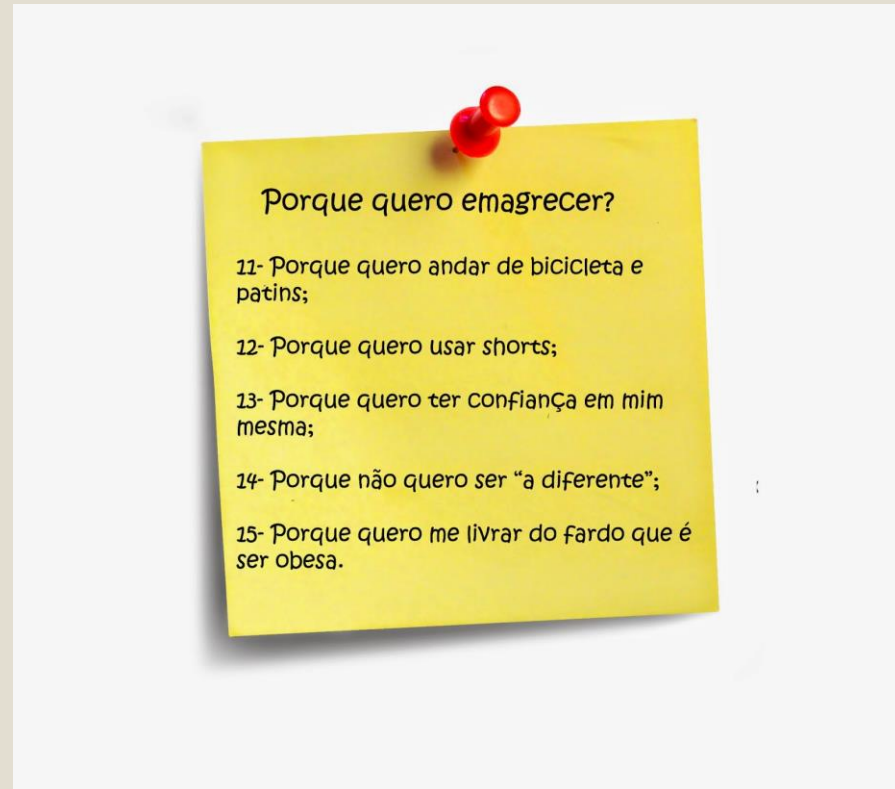 Porque quero emagrecer?
11- Porque quero andar de bicicleta e
patins;
12- Porque quero usar shorts;
13- Porque quero ter confiança em mim
mesma;
14- Porque não quero ser “a diferente”;
15- Porque quero me livrar do fardo que é
ser obesa.